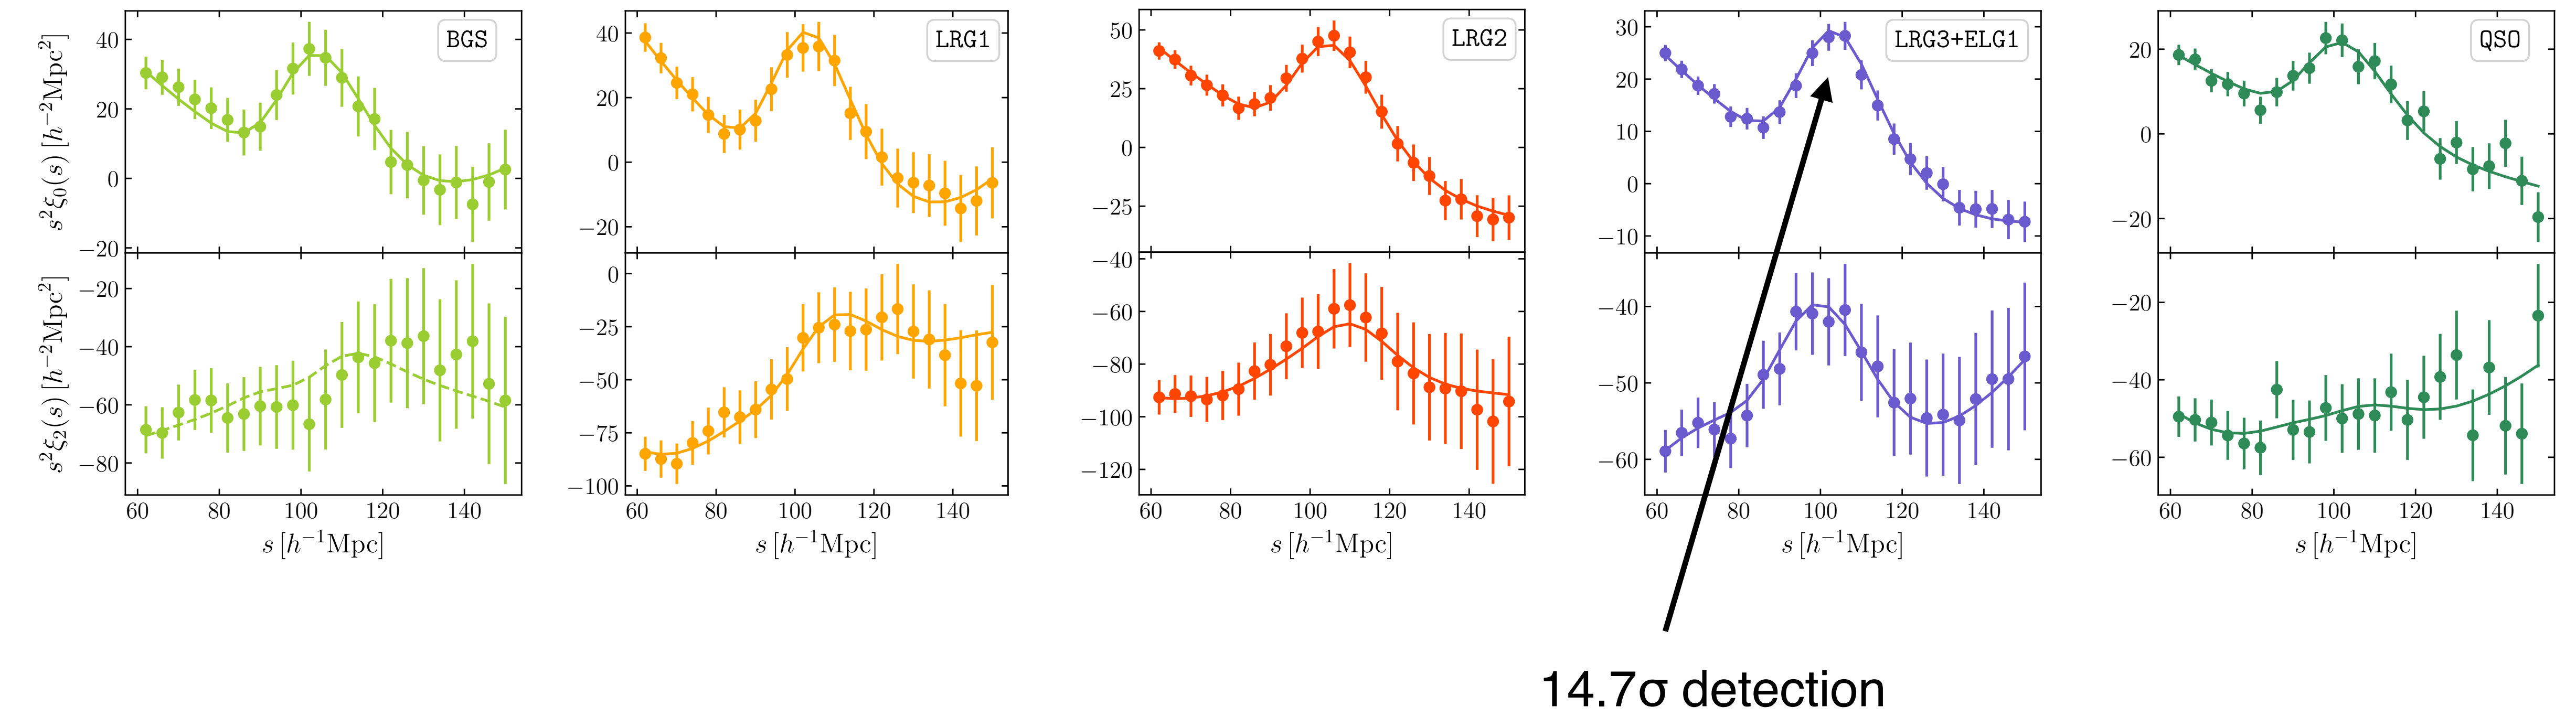 BGS
LRG1
LRG2
LRG3+ELG1
QSO
s²ξ₀(s) [h⁻²Mpc²]
40
20
0
−20
40
20
0
−20
50
25
0
−25
30
20
10
0
−10
20
0
−20
s²ξ₂(s) [h⁻²Mpc²]
−20
−40
−60
−80
0
−25
−50
−75
−100
−40
−60
−80
−100
−120
−40
−50
−60
−20
−40
−60
60 80 100 120 140
60 80 100 120 140
60 80 100 120 140
60 80 100 120 140
60 80 100 120 140
s [h⁻¹Mpc]
s [h⁻¹Mpc]
s [h⁻¹Mpc]
s [h⁻¹Mpc]
s [h⁻¹Mpc]
14.7σ detection